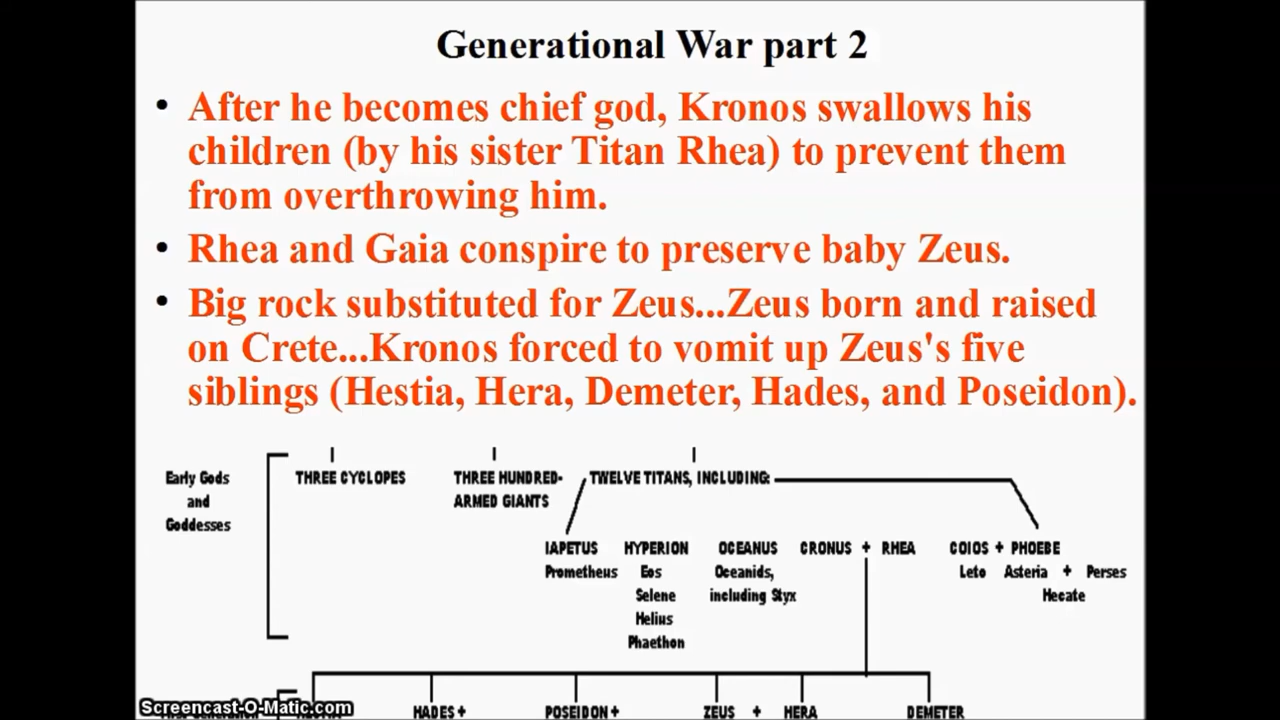 Generational War part 2
• After he becomes chief god, Kronos swallows his
children (by his sister Titan Rhea) to prevent them
from overthrowing him.
• Rhea and Gaia conspire to preserve baby Zeus.
• Big rock substituted for Zeus...Zeus born and raised
on Crete...Kronos forced to vomit up Zeus's five
siblings (Hestia, Hera, Demeter, Hades, and Poseidon).
Early Gods
and
Goddesses
THREE CYCLOPES
THREE HUNDRED-
ARMED GIANTS
TWELVE TITANS, INCLUDING:
IAPETUS
Prometheus
HYPERION
Eos
Selene
Helius
Phaethon
OCEANUS
Oceanids,
including Styx
CRONUS + RHEA
COIOS + PHOEBE
Leto Asteria + Perses
Hecate
HADES +
POSEIDON +
ZEUS + HERA
DEMETER
Screencast-O-Matic.com